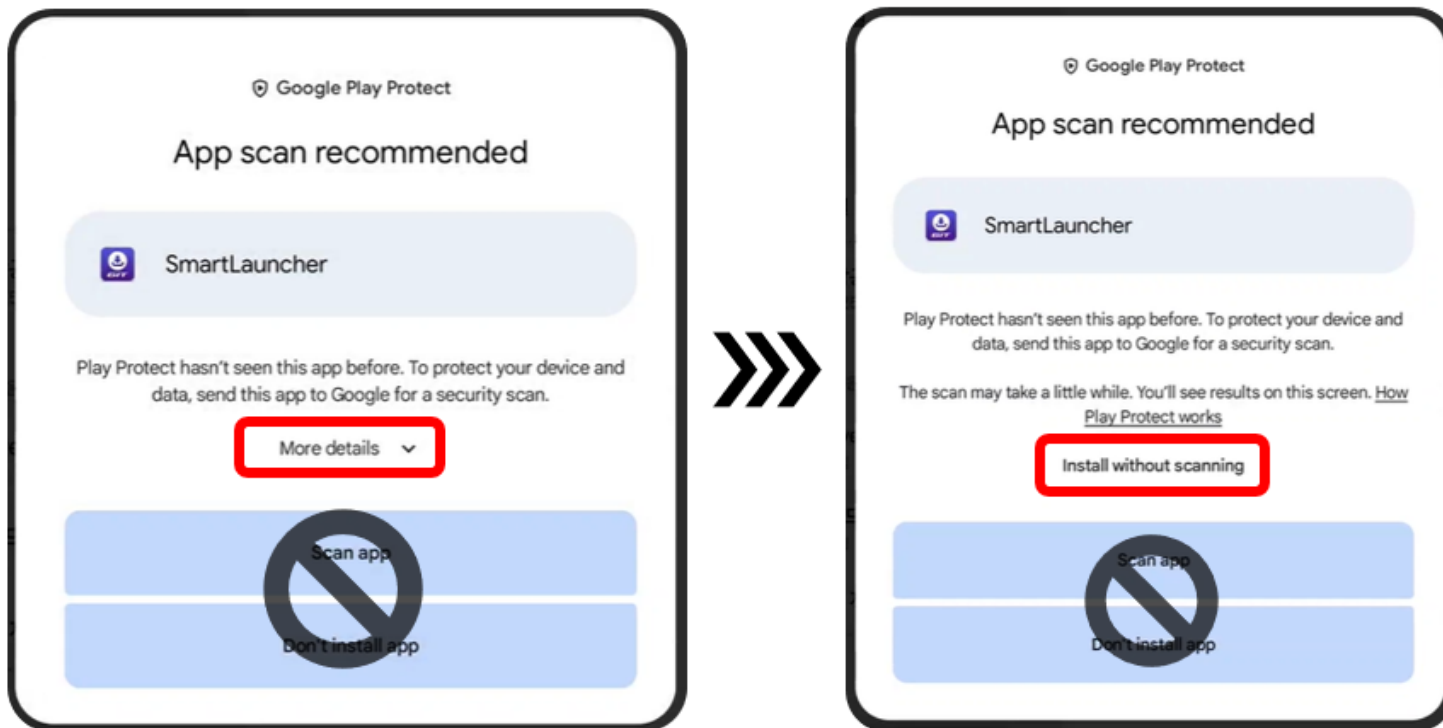 Google Play Protect
App scan recommended
SmartLauncher
Play Protect hasn't seen this app before. To protect your device and
data, send this app to Google for a security scan.
More details
Scan app
Don't install app
Google Play Protect
App scan recommended
SmartLauncher
Play Protect hasn't seen this app before. To protect your device and
data, send this app to Google for a security scan.
The scan may take a little while. You'll see results on this screen. How
Play Protect works
Install without scanning
Scan app
Don't install app